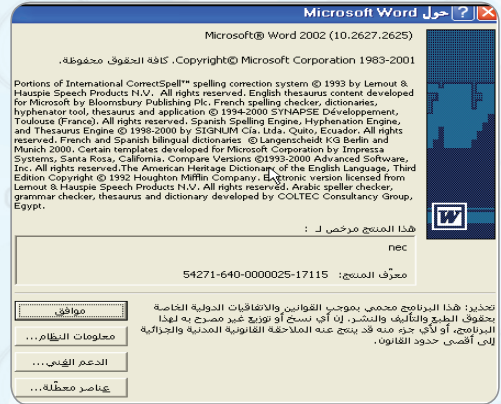 حول Microsoft Word
Microsoft® Word 2002 (10.2627.2625)
Copyright© Microsoft Corporation 1983-2001. كافة الحقوق محفوظة.
Portions of International CorrectSpell™ spelling correction system © 1993 by Lernout &
Hauspie Speech Products N.V. All rights reserved. English thesaurus content developed
for Microsoft by Bloomsbury Publishing Plc. French spelling checker, dictionaries,
hyphenator tool, thesaurus and application © 1994-2000 SYNAPSE Développement,
Toulouse (France). All rights reserved. Spanish Spelling Engine, Hyphenation Engine,
and Thesaurus Engine © 1998-2000 by SIGNUM Cía. Ltda. Quito, Ecuador. All rights
reserved. French and Spanish bilingual dictionaries © Langenscheidt KG Berlin and
Munich 2000. Certain templates developed for Microsoft Corporation by Impressa
Systems, Santa Rosa, California. Compare Versions ©1993-2000 Advanced Software,
Inc. All rights reserved.The American Heritage Dictionary of the English Language, Third
Edition Copyright © 1992 Houghton Mifflin Company. Electronic version licensed from
Lernout & Hauspie Speech Products N.V. All rights reserved. Arabic speller checker,
grammar checker, thesaurus and dictionary developed by COLTEC Consultancy Group,
Egypt.
هذا المنتج مرخص لـ :
nec
معرّف المنتج: 54271-640-0000025-17115
تحذير: هذا البرنامج محمي بموجب القوانين والاتفاقيات الدولية الخاصة
بحقوق الطبع والتأليف والنشر. إن أي نسخ أو توزيع غير مصرح به لهذا
البرنامج، أو لأي جزء منه قد ينتج عنه الملاحقة القانونية المدنية والجزائية
إلى أقصى حدود القانون.
موافق
معلومات النظام...
الدعم الفني...
عناصر معطّلة...